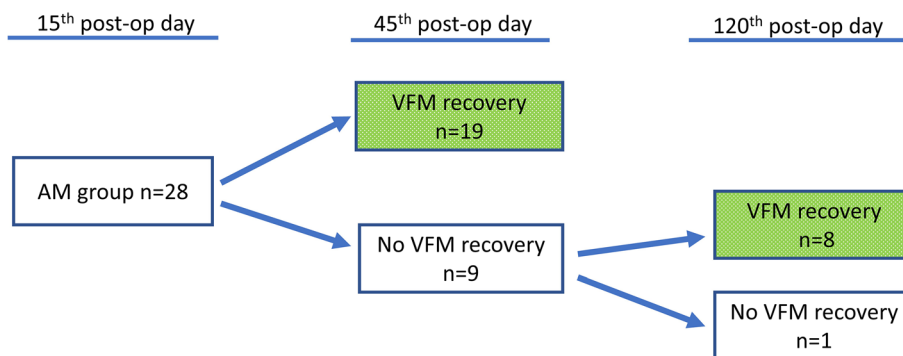 15th post-op day
45th post-op day
120th post-op day
VFM recovery
n=19
AM group n=28
VFM recovery
n=8
No VFM recovery
n=9
No VFM recovery
n=1